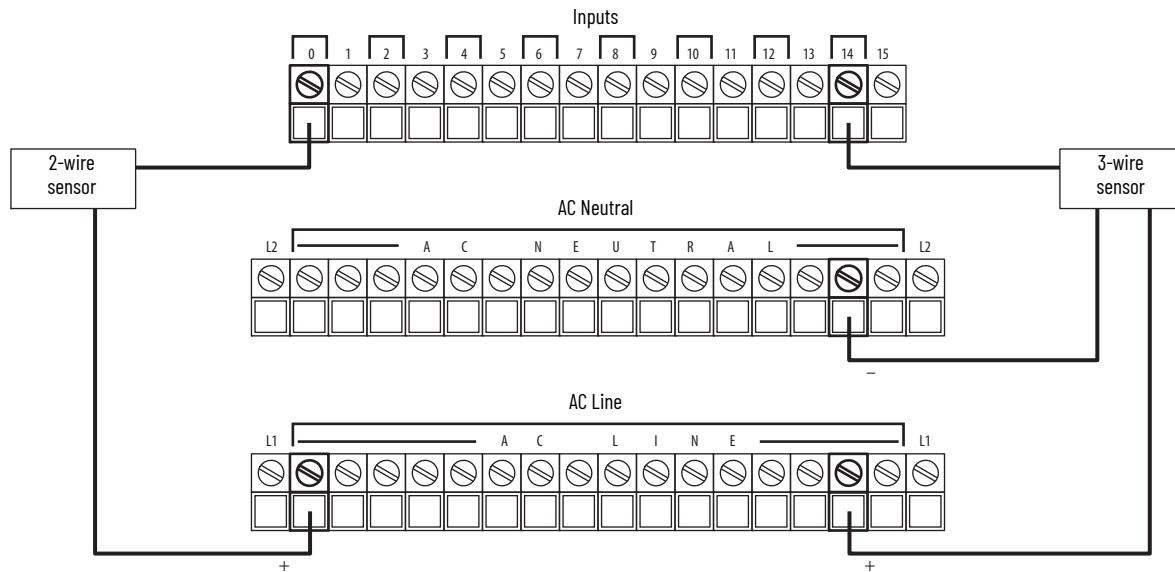 Inputs
0 1 2 3 4 5 6 7 8 9 10 11 12 13 14 15
2-wire
sensor
3-wire
sensor
AC Neutral
L2 A C N E U T R A L L2
–
AC Line
L1 A C L I N E L1
+ +